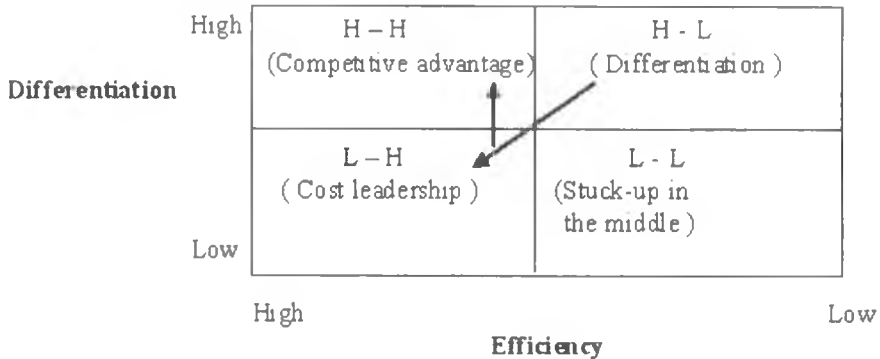 High
H – H
H - L
(Competitive advantage)
( Differentiation )
Differentiation
L – H
L - L
( Cost leadership )
(Stuck-up in
the middle )
Low
High
Low
Efficiency